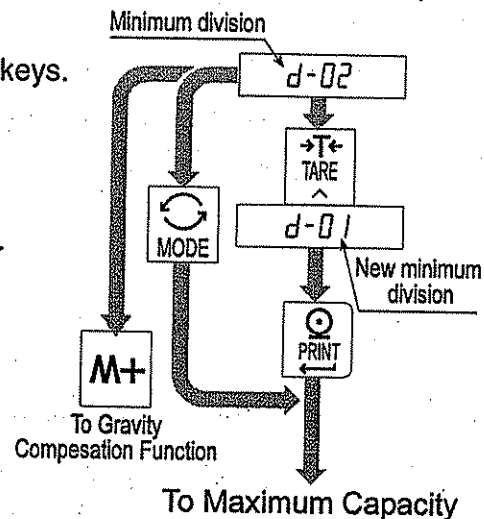 Minimum division
keys.
d-02
→T←
TARE
MODE
d-01
New minimum
division
PRINT
M+
To Gravity
Compesation Function
To Maximum Capacity